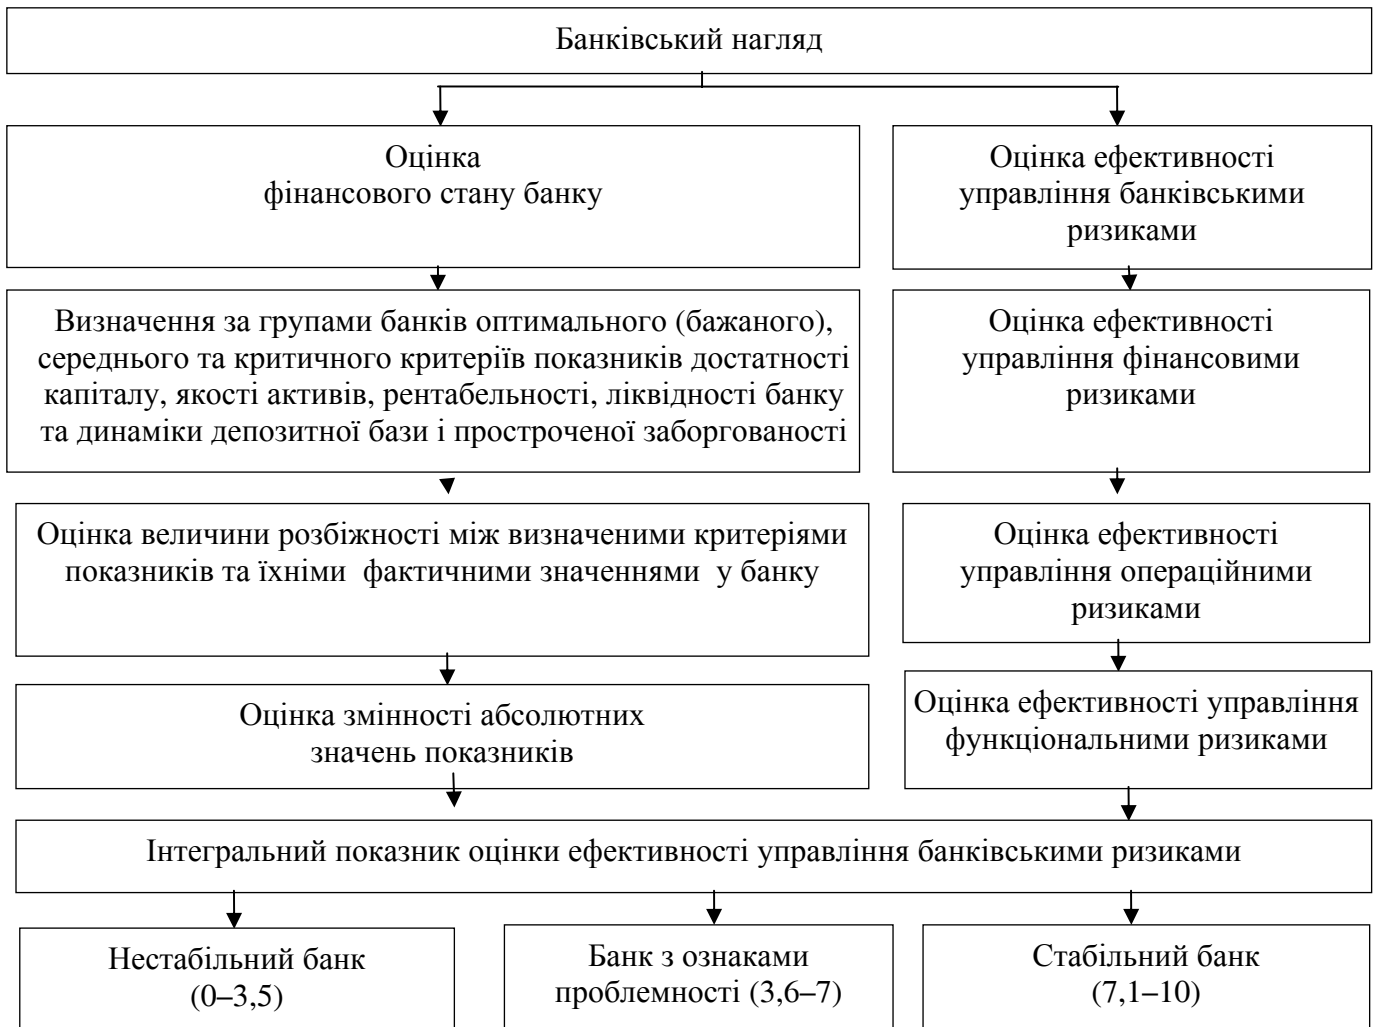 Банківський нагляд
Оцінка
фінансового стану банку
Оцінка ефективності
управління банківськими
ризиками
Визначення за групами банків оптимального (бажаного),
середнього та критичного критеріїв показників достатності
капіталу, якості активів, рентабельності, ліквідності банку
та динаміки депозитної бази і простроченої заборгованості
Оцінка ефективності
управління фінансовими
ризиками
Оцінка величини розбіжності між визначеними критеріями
показників та їхніми фактичними значеннями у банку
Оцінка ефективності
управління операційними
ризиками
Оцінка змінності абсолютних
значень показників
Оцінка ефективності управління
функціональними ризиками
Інтегральний показник оцінки ефективності управління банківськими ризиками
Нестабільний банк
(0–3,5)
Банк з ознаками
проблемності (3,6–7)
Стабільний банк
(7,1–10)